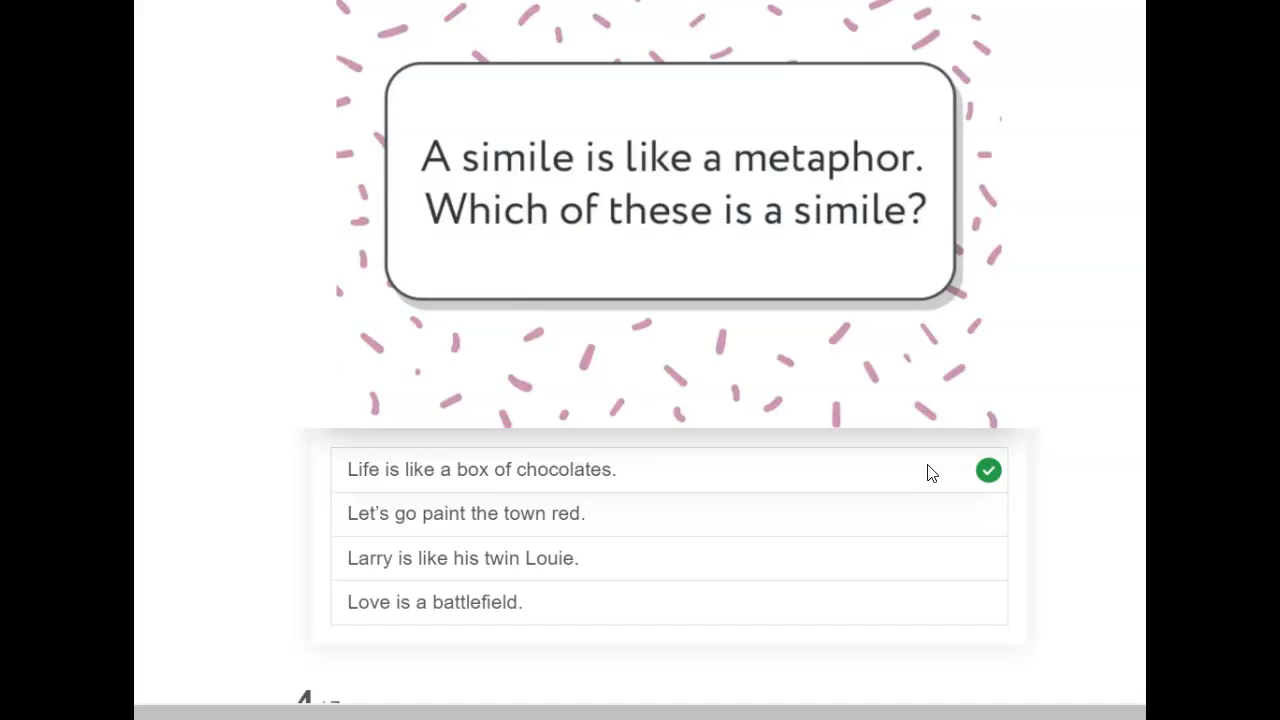 A simile is like a metaphor.
Which of these is a simile?
Life is like a box of chocolates.
Let’s go paint the town red.
Larry is like his twin Louie.
Love is a battlefield.